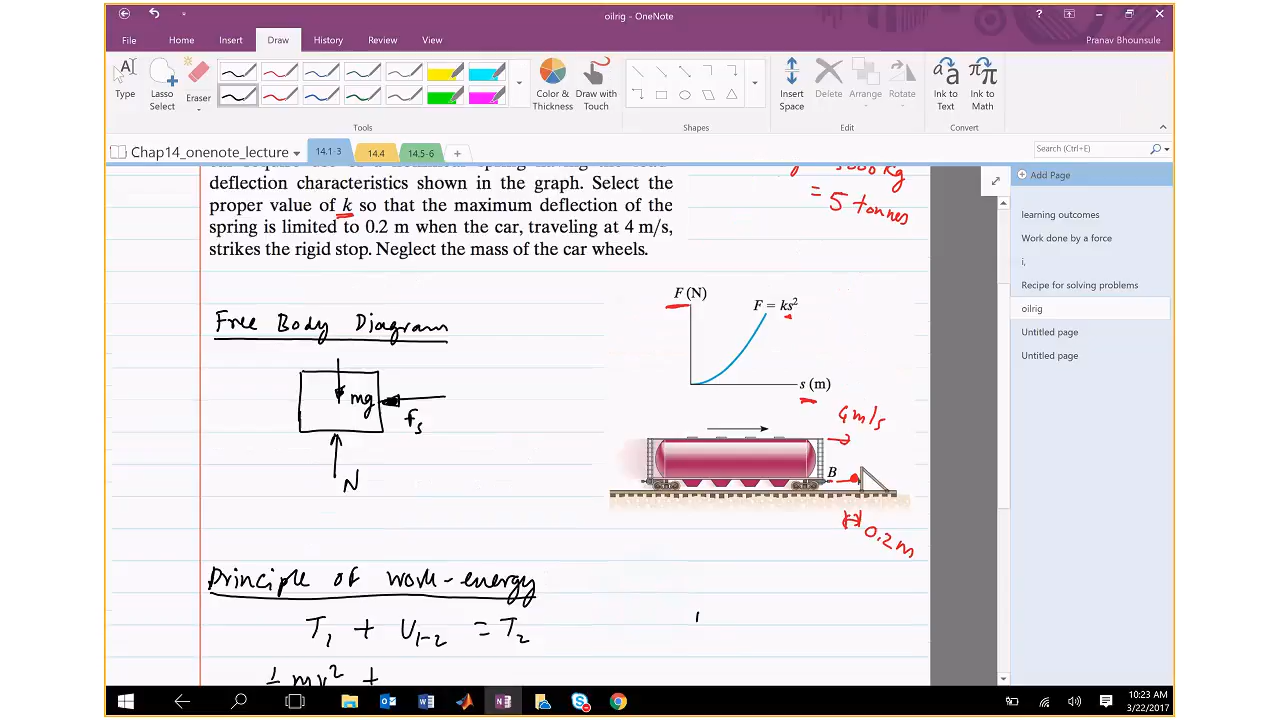 oilrig - OneNote
File Home Insert Draw History Review View
Pranav Bhounsule
Type
Lasso Select
Eraser
Color & Thickness
Draw with Touch
Insert Space
Delete
Arrange
Rotate
Ink to Text
Ink to Math
Tools
Shapes
Edit
Convert
Chap14_onenote_lecture
14.1-3
14.4
14.5-6
Search (Ctrl+E)
Add Page
learning outcomes
Work done by a force
i,
Recipe for solving problems
oilrig
Untitled page
Untitled page
deflection characteristics shown in the graph. Select the
proper value of k so that the maximum deflection of the
spring is limited to 0.2 m when the car, traveling at 4 m/s,
strikes the rigid stop. Neglect the mass of the car wheels.
= 5 tonnes
Free Body Diagram
mg
fs
N
F (N)
F = ks²
s (m)
4 m/s
B
0.2 m
Principle of work-energy
T₁ + U₁₋₂ = T₂
½ mv² +
10:23 AM
3/22/2017